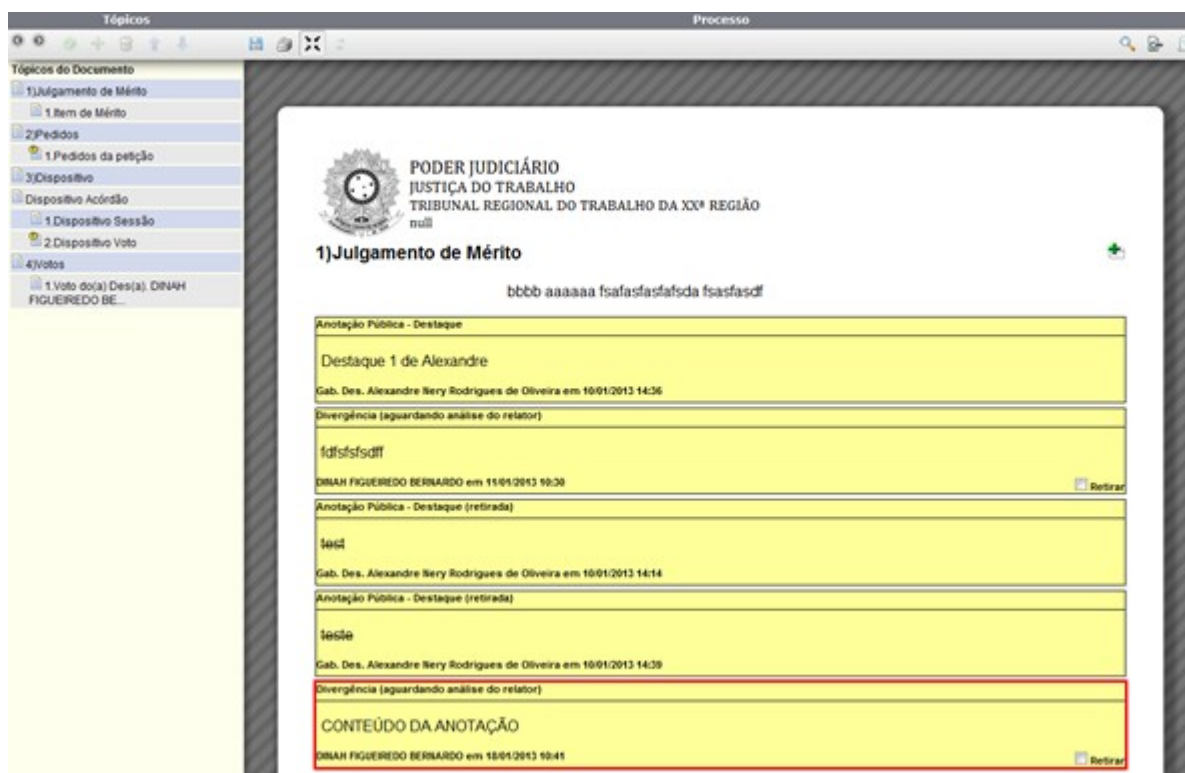 Tópicos
Processo
Tópicos do Documento
1)Julgamento de Mérito
1.Item de Mérito
2)Pedidos
1.Pedidos da petição
3)Dispositivo
Dispositivo Acórdão
1.Dispositivo Sessão
2.Dispositivo Voto
4)Votos
1.Voto do(a) Des(a). DINAH
FIGUEIREDO BE...
PODER JUDICIÁRIO
JUSTIÇA DO TRABALHO
TRIBUNAL REGIONAL DO TRABALHO DA XXª REGIÃO
null
1)Julgamento de Mérito
bbbb aaaaaa fsafasfasfafsda fsasfasdf
Anotação Pública - Destaque
Destaque 1 de Alexandre
Gab. Des. Alexandre Nery Rodrigues de Oliveira em 10/01/2013 14:36
Divergência (aguardando análise do relator)
fdfsfsfsdff
DINAH FIGUEIREDO BERNARDO em 11/01/2013 10:30
Retirar
Anotação Pública - Destaque (retirada)
test
Gab. Des. Alexandre Nery Rodrigues de Oliveira em 10/01/2013 14:14
Anotação Pública - Destaque (retirada)
teste
Gab. Des. Alexandre Nery Rodrigues de Oliveira em 10/01/2013 14:39
Divergência (aguardando análise do relator)
CONTEÚDO DA ANOTAÇÃO
DINAH FIGUEIREDO BERNARDO em 18/01/2013 10:41
Retirar